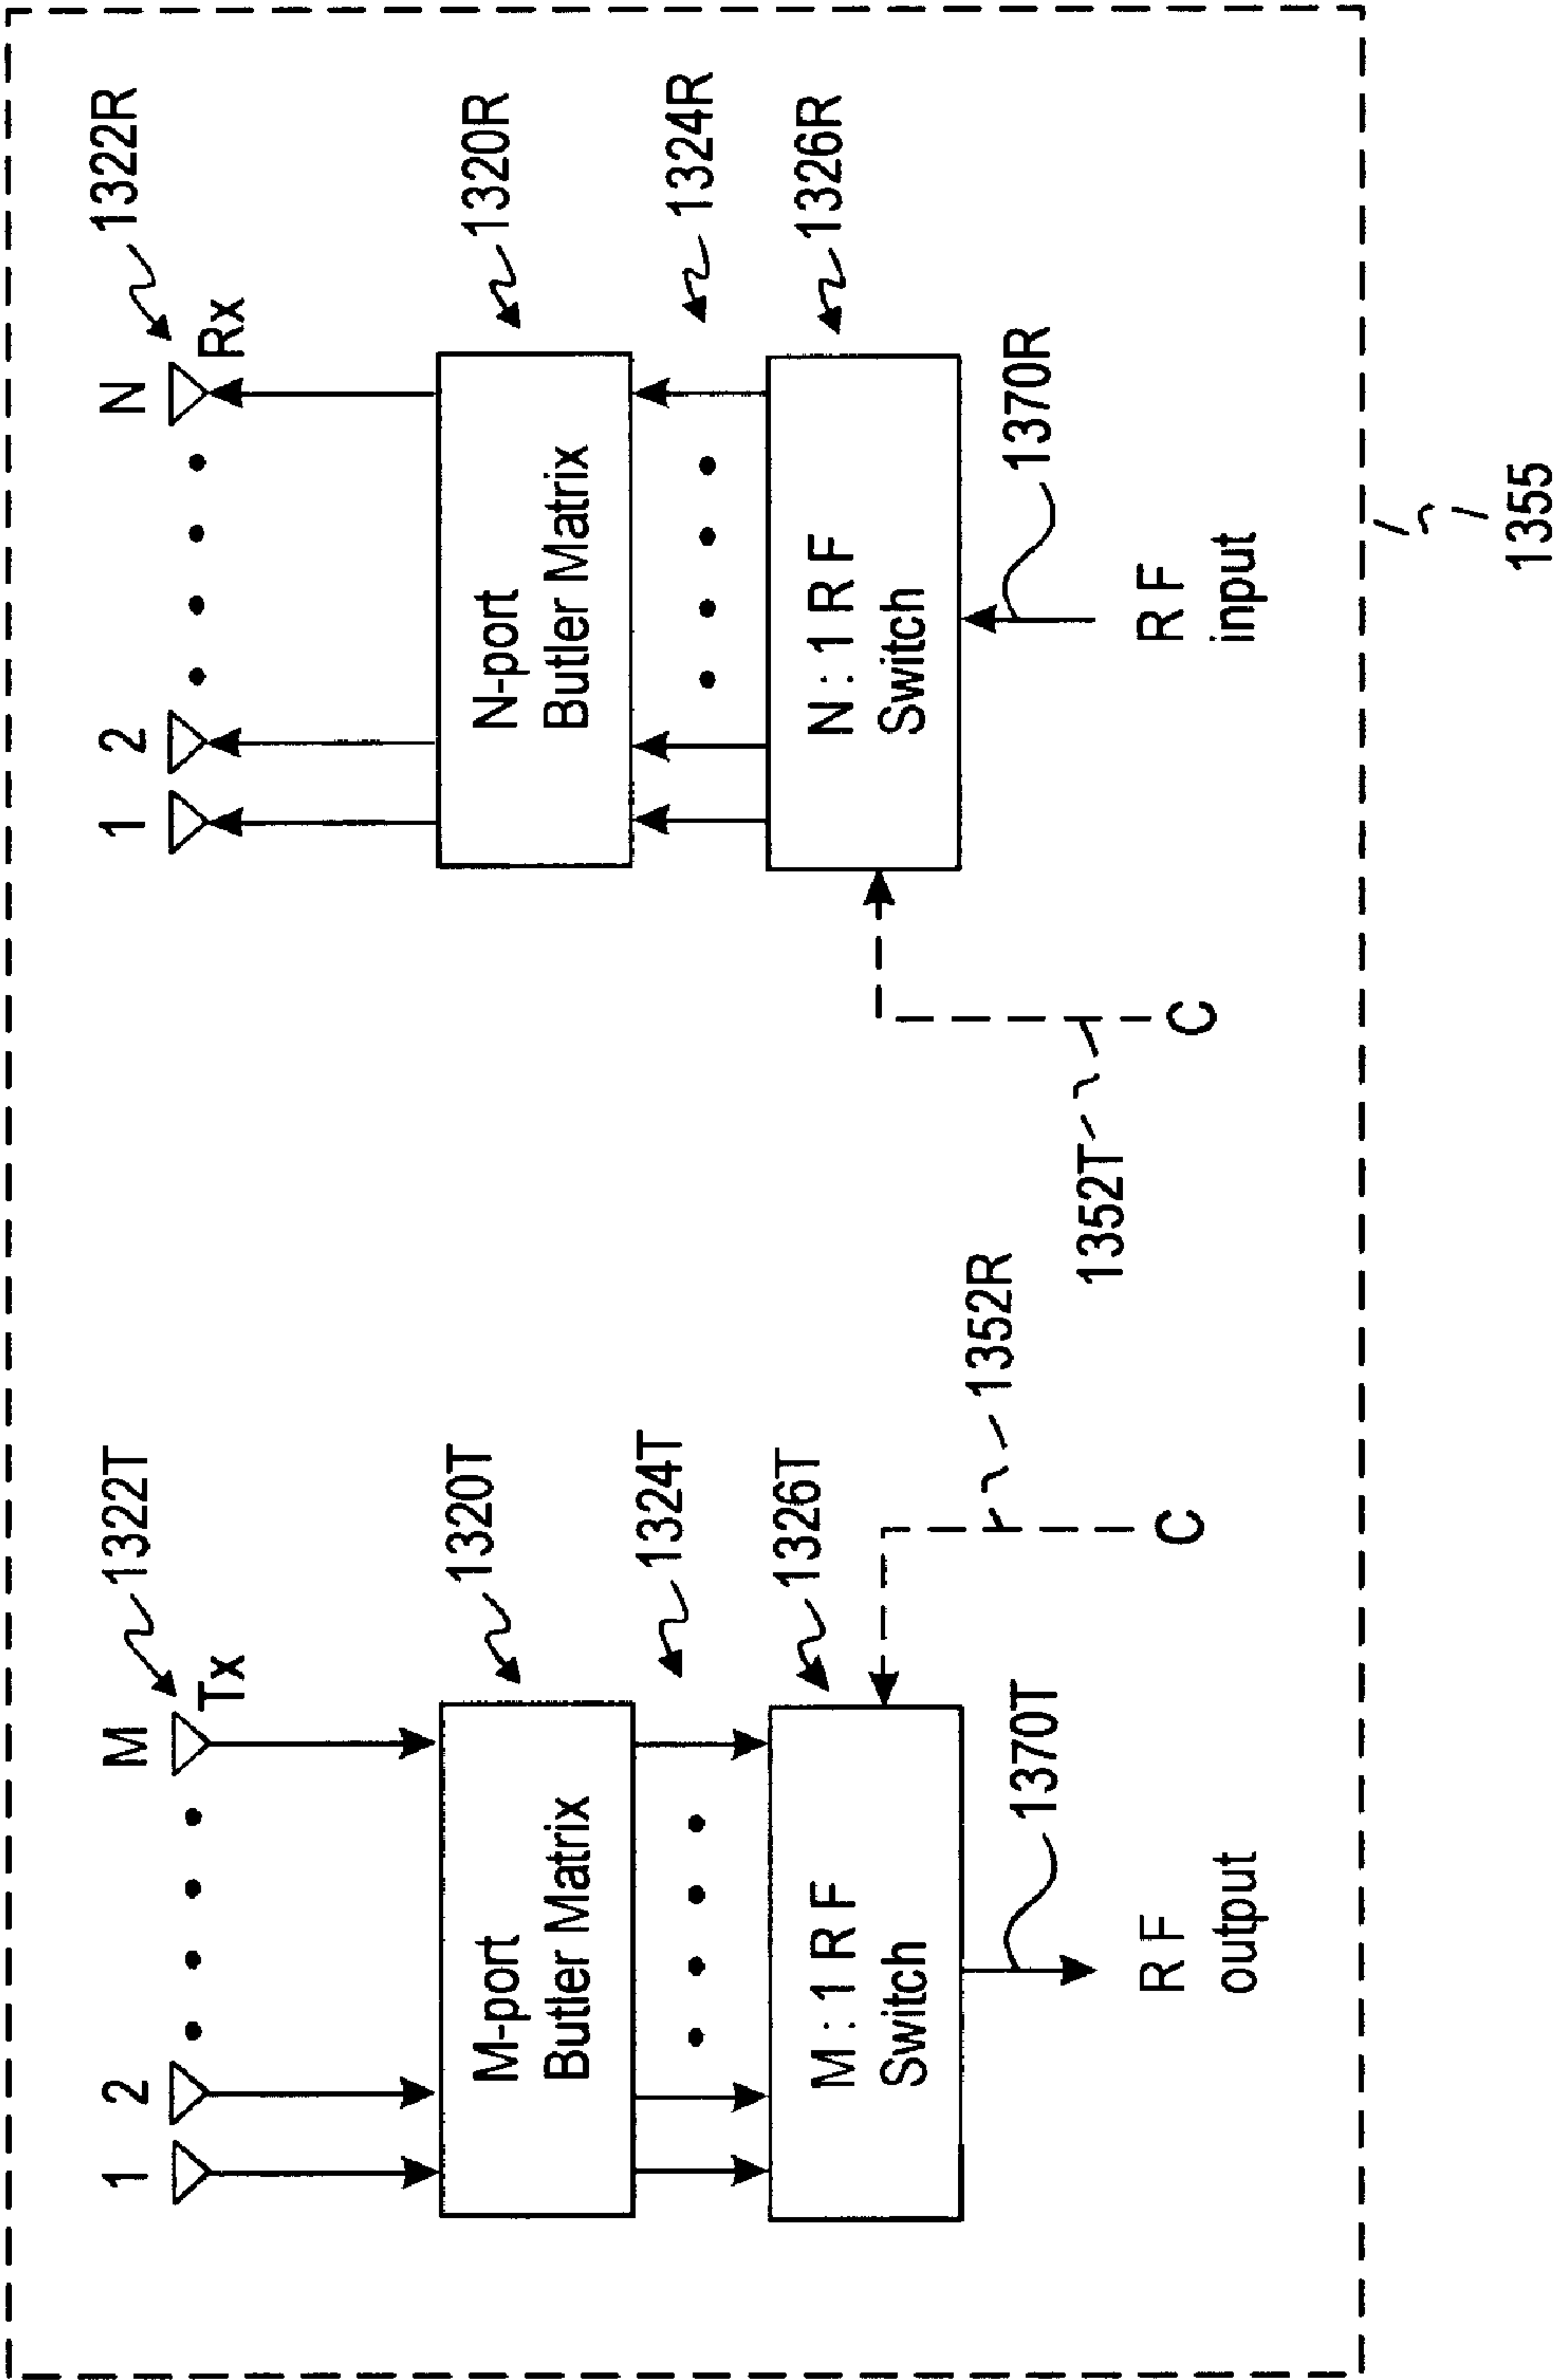 1 2 M
Tx
1322T
M-port
Butler Matrix
1320T
1324T
M : 1 R F
Switch
1326T
1352R
C
1370T
R F
output
1 2 N
Rx
1322R
N-port
Butler Matrix
1320R
1324R
N : 1 R F
Switch
1326R
1352T
C
1370R
R F
input
1355